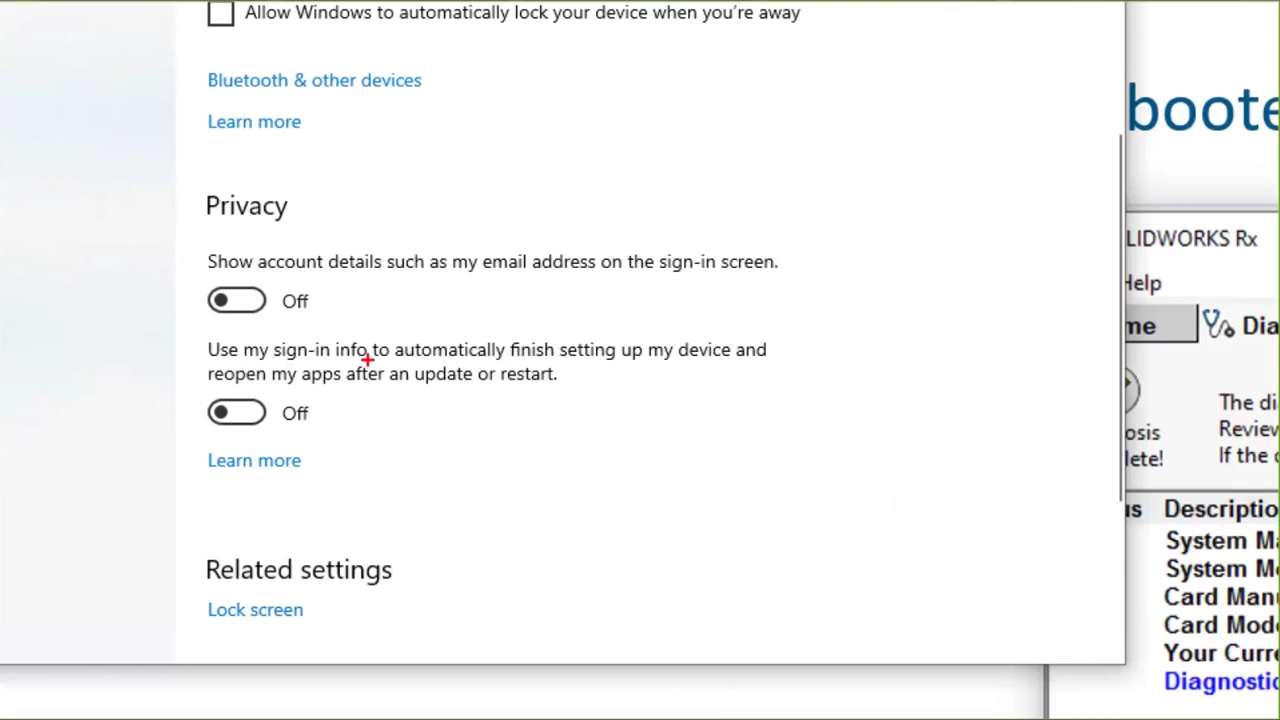 Allow Windows to automatically lock your device when you're away
Bluetooth & other devices
Learn more
Privacy
Show account details such as my email address on the sign-in screen.
Off
Use my sign-in info to automatically finish setting up my device and
reopen my apps after an update or restart.
Off
Learn more
Related settings
Lock screen
boote
LIDWORKS Rx
Help
me
Dia
The di
osis
Review
lete!
If the
us Descriptio
System Ma
System Mo
Card Manu
Card Mode
Your Curre
Diagnostic